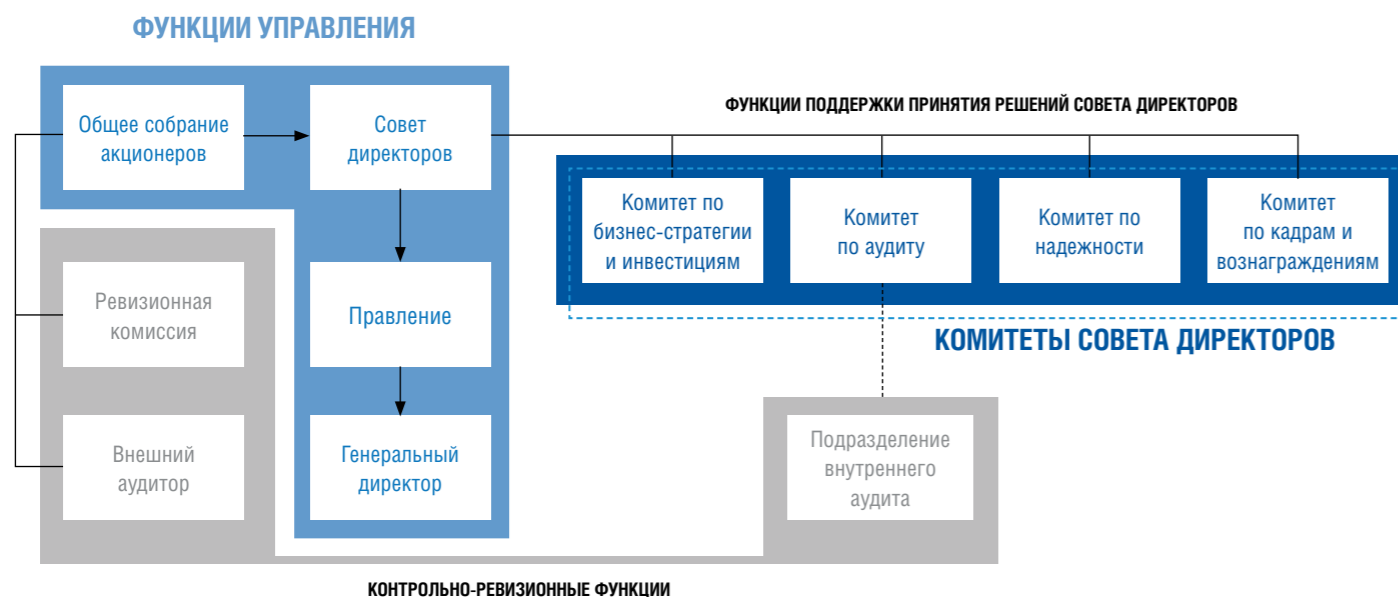 ФУНКЦИИ УПРАВЛЕНИЯ
Общее собрание
акционеров
Совет
директоров
ФУНКЦИИ ПОДДЕРЖКИ ПРИНЯТИЯ РЕШЕНИЙ СОВЕТА ДИРЕКТОРОВ
Комитет по
бизнес-стратегии
и инвестициям
Комитет
по аудиту
Комитет по
надежности
Комитет
по кадрам и
вознаграждениям
КОМИТЕТЫ СОВЕТА ДИРЕКТОРОВ
Ревизионная
комиссия
Правление
Внешний
аудитор
Генеральный
директор
Подразделение
внутреннего
аудита
КОНТРОЛЬНО-РЕВИЗИОННЫЕ ФУНКЦИИ